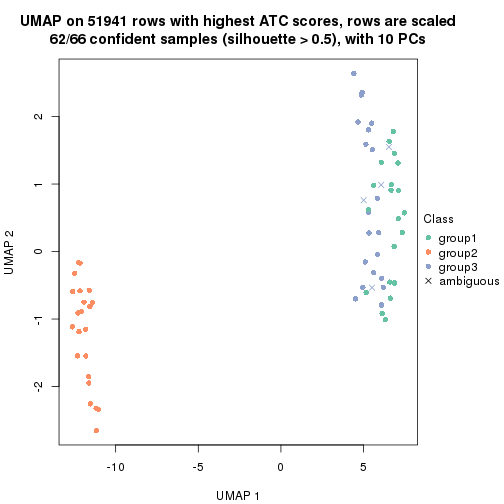 UMAP on 51941 rows with highest ATC scores, rows are scaled
62/66 confident samples (silhouette > 0.5), with 10 PCs
2
1
0
-1
-2
UMAP 2
-10
-5
0
5
UMAP 1
Class
group1
group2
group3
ambiguous